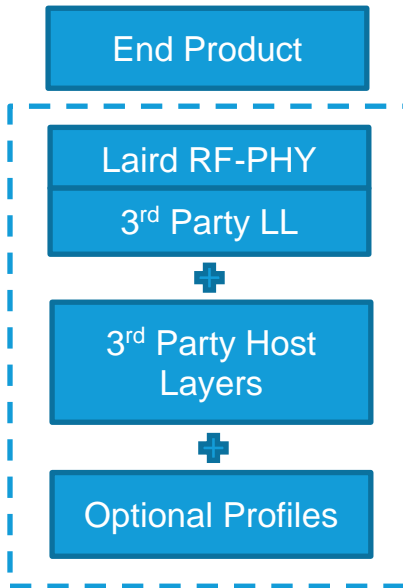 End Product
Laird RF-PHY
3rd Party LL
3rd Party Host
Layers
Optional Profiles